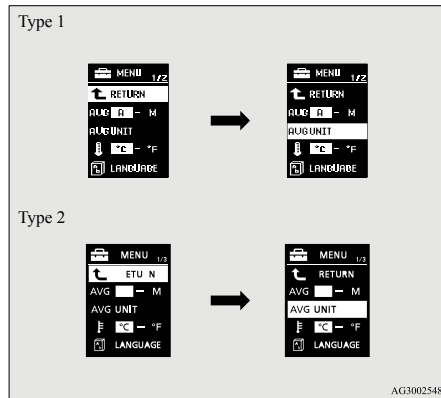 Type 1
MENU 1/2
RETURN
AVG A - M
AVG UNIT
°C - °F
LANGUAGE
MENU 1/2
RETURN
AVG A - M
AVG UNIT
°C - °F
LANGUAGE
Type 2
MENU 1/3
ETU N
AVG - M
AVG UNIT
°C - °F
LANGUAGE
MENU 1/3
RETURN
AVG - M
AVG UNIT
°C - °F
LANGUAGE
AG3002548